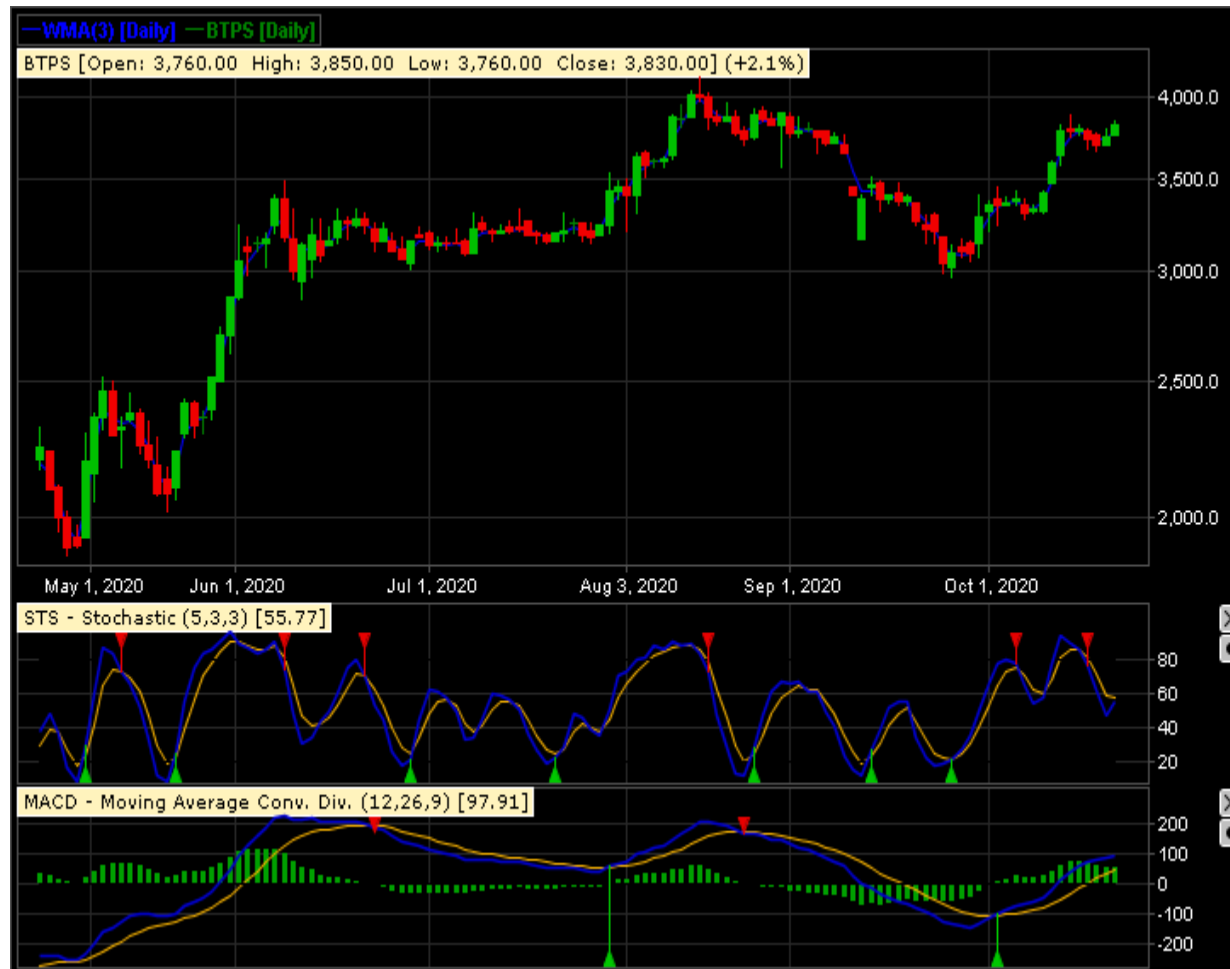 WMA(3) [Daily] BTPS [Daily]
BTPS [Open: 3,760.00 High: 3,850.00 Low: 3,760.00 Close: 3,830.00] (+2.1%)
4,000.0
3,500.0
3,000.0
2,500.0
2,000.0
May 1, 2020 Jun 1, 2020 Jul 1, 2020 Aug 3, 2020 Sep 1, 2020 Oct 1, 2020
STS - Stochastic (5,3,3) [55.77]
80
60
40
20
MACD - Moving Average Conv. Div. (12,26,9) [97.91]
200
100
0
-100
-200